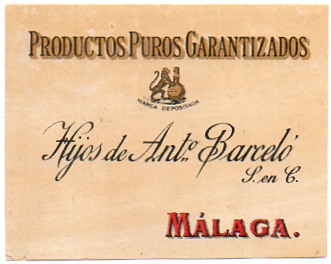 PRODUCTOS PUROS GARANTIZADOS
MARCA DEPOSITADA
Hijos de Antº Barceló
S. en C.
MÁLAGA.